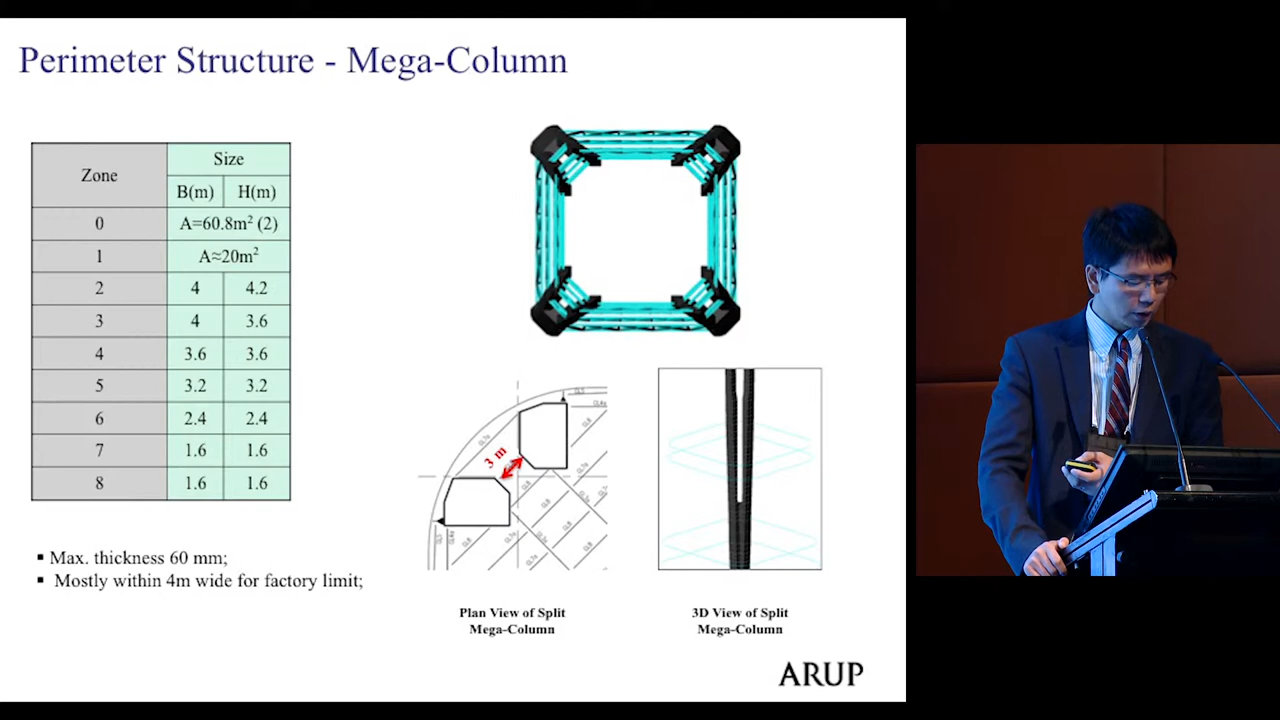 Perimeter Structure - Mega-Column
Zone
Size
B(m) H(m)
0 A=60.8m² (2)
1 A≈20m²
2 4 4.2
3 4 3.6
4 3.6 3.6
5 3.2 3.2
6 2.4 2.4
7 1.6 1.6
8 1.6 1.6
▪ Max. thickness 60 mm;
▪ Mostly within 4m wide for factory limit;
3 m
Plan View of Split
Mega-Column
3D View of Split
Mega-Column
ARUP